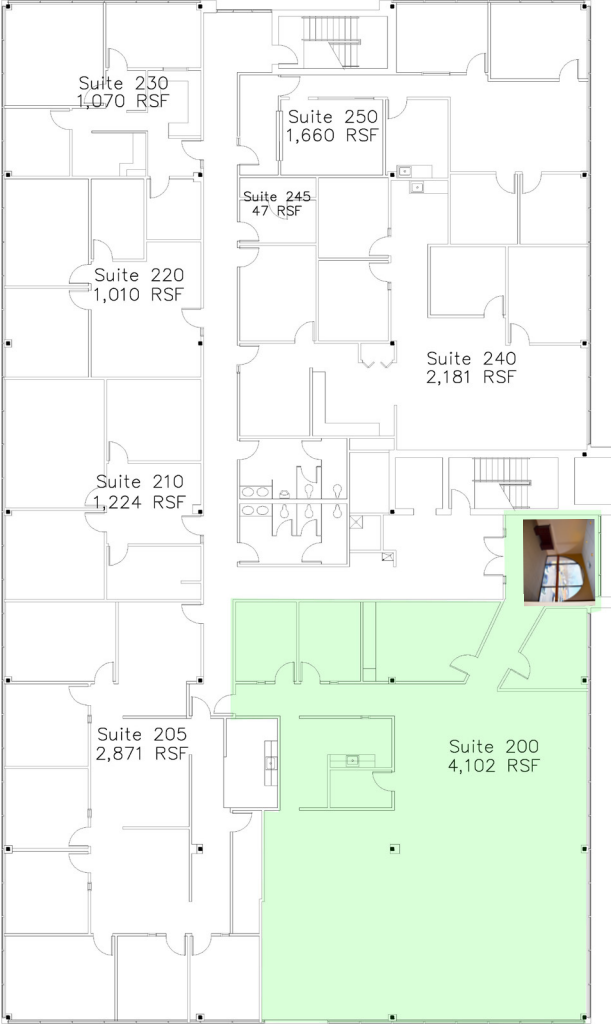 Suite 230
1,070 RSF
Suite 250
1,660 RSF
Suite 245
47 RSF
Suite 220
1,010 RSF
Suite 240
2,181 RSF
Suite 210
1,224 RSF
Suite 205
2,871 RSF
Suite 200
4,102 RSF